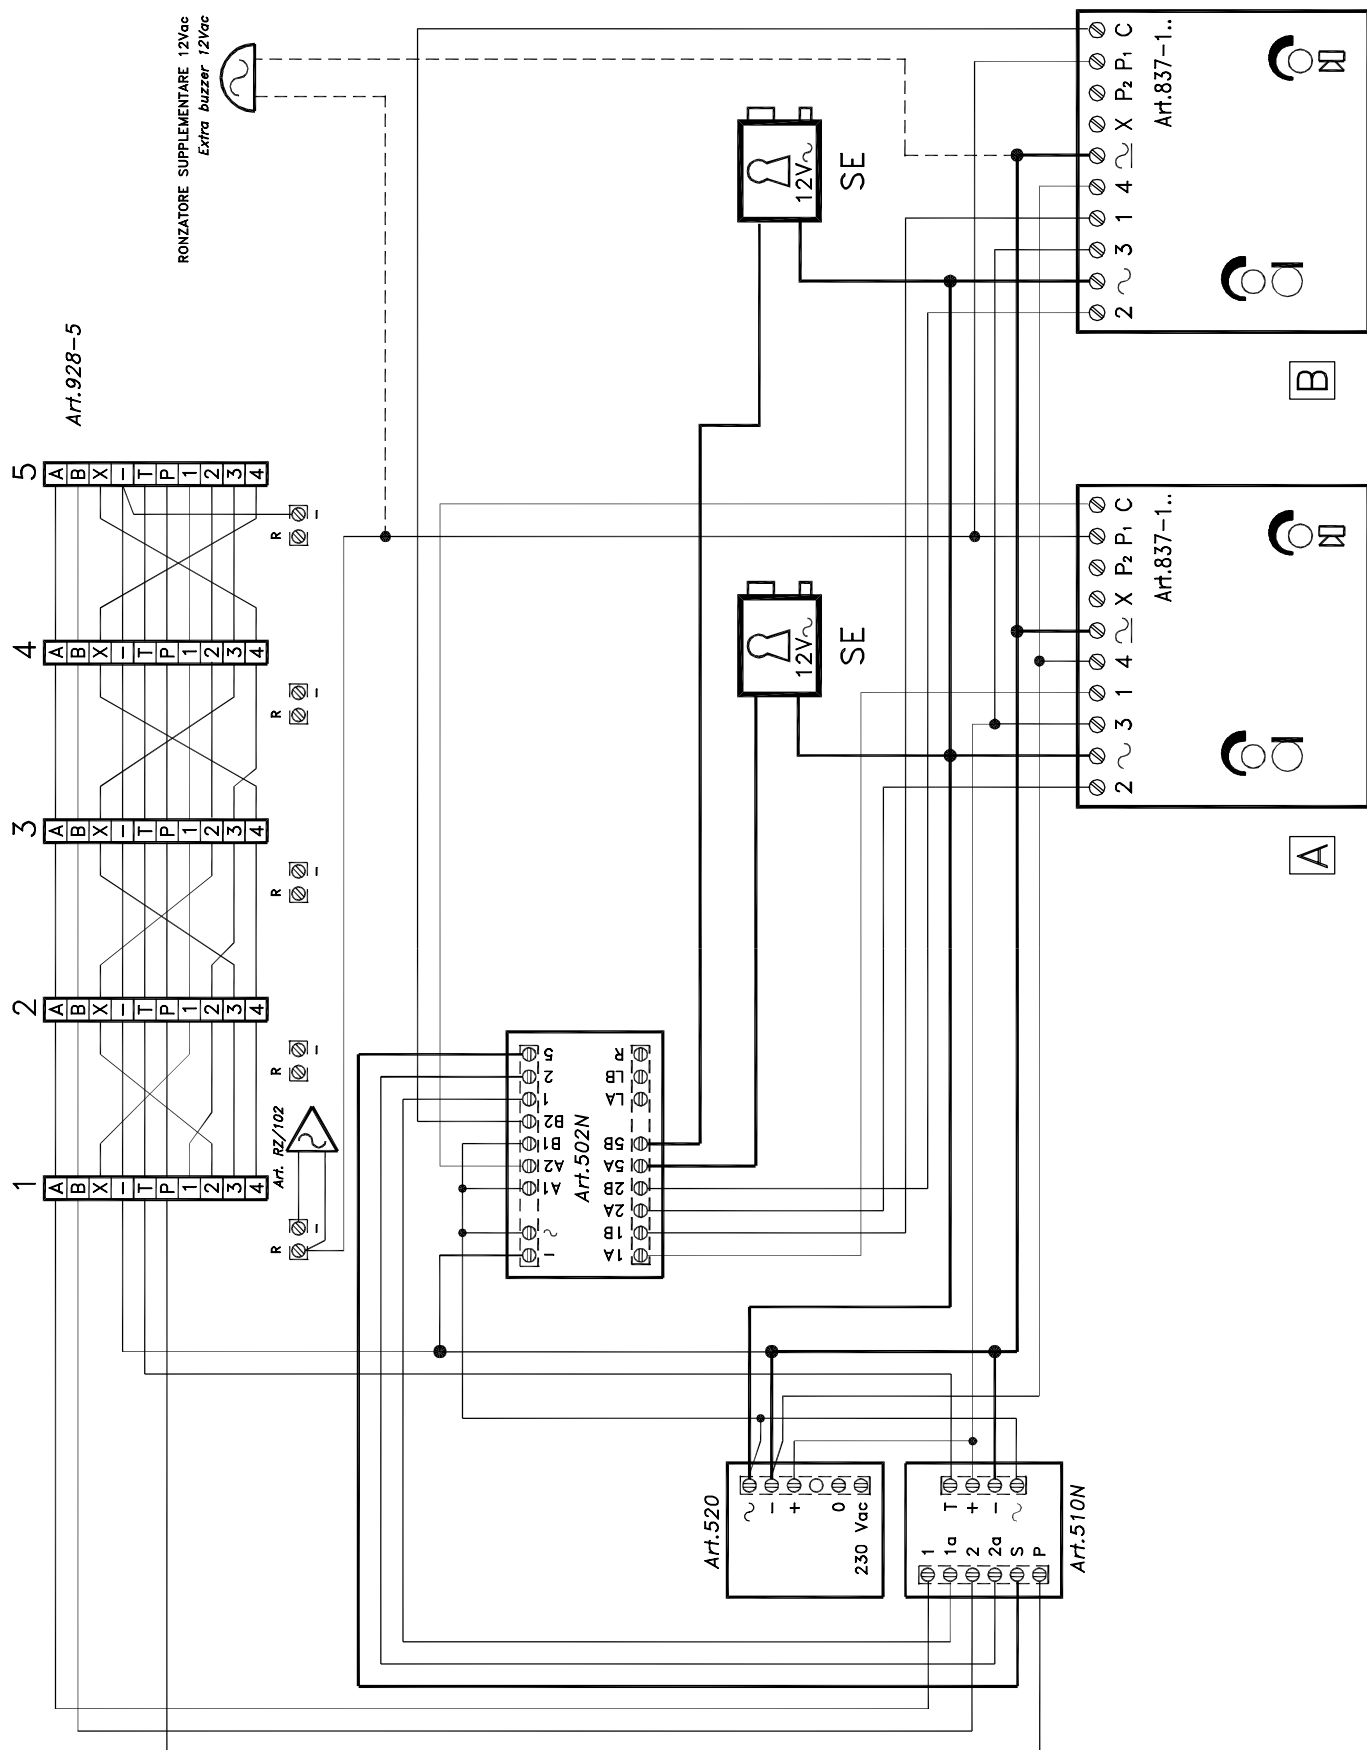 1 2 3 4 5
A A A A A
B B B B B
X X X X X
– – – – –
T T T T T
P P P P P
1 1 1 1 1
2 2 2 2 2
3 3 3 3 3
4 4 4 4 4
Art.928-5
RONZATORE SUPPLEMENTARE 12Vac
Extra buzzer 12Vac
R – R – R – R – R –
Art. RZ/102
– ~ A1 A2 B1 B2 1 2 5
Art.502N
1A 1B 2A 2B 5A 5B LA LB R
12V~
SE
12V~
SE
Art.520
~
–
+
0
230 Vac
1
1a
2
2a
S
P
T
+
–
~
Art.510N
2 ~ 3 1 4 ≃ X P2 P1 C
Art.837-1..
A
2 ~ 3 1 4 ≃ X P2 P1 C
Art.837-1..
B